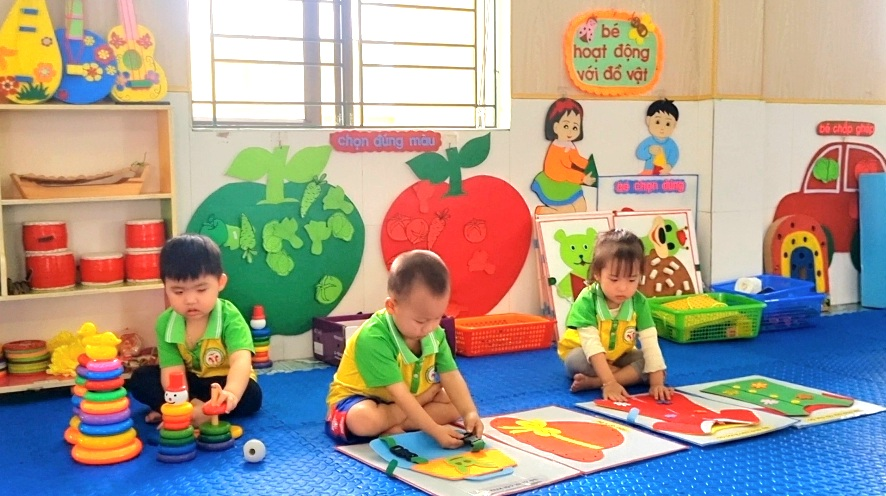 bé
hoạt động
với đồ vật
chọn đúng màu
Bé chọn đúng
Bé chắp ghép